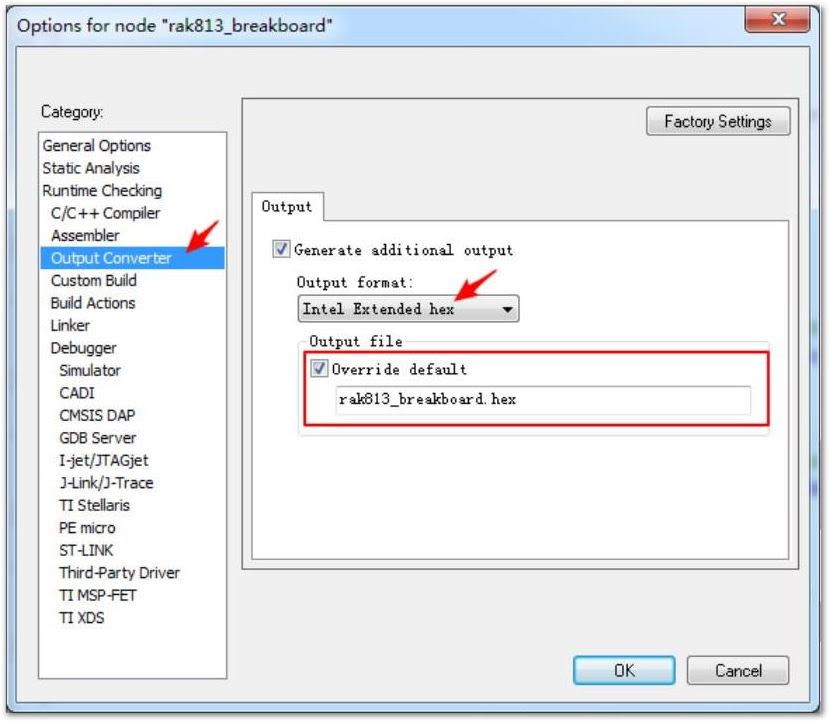 Options for node "rak813_breakboard"
Category:
General Options
Static Analysis
Runtime Checking
C/C++ Compiler
Assembler
Output Converter
Custom Build
Build Actions
Linker
Debugger
Simulator
CADI
CMSIS DAP
GDB Server
I-jet/JTAGjet
J-Link/J-Trace
TI Stellaris
PE micro
ST-LINK
Third-Party Driver
TI MSP-FET
TI XDS
Factory Settings
Output
Generate additional output
Output format:
Intel Extended hex
Output file
Override default
rak813_breakboard.hex
OK
Cancel